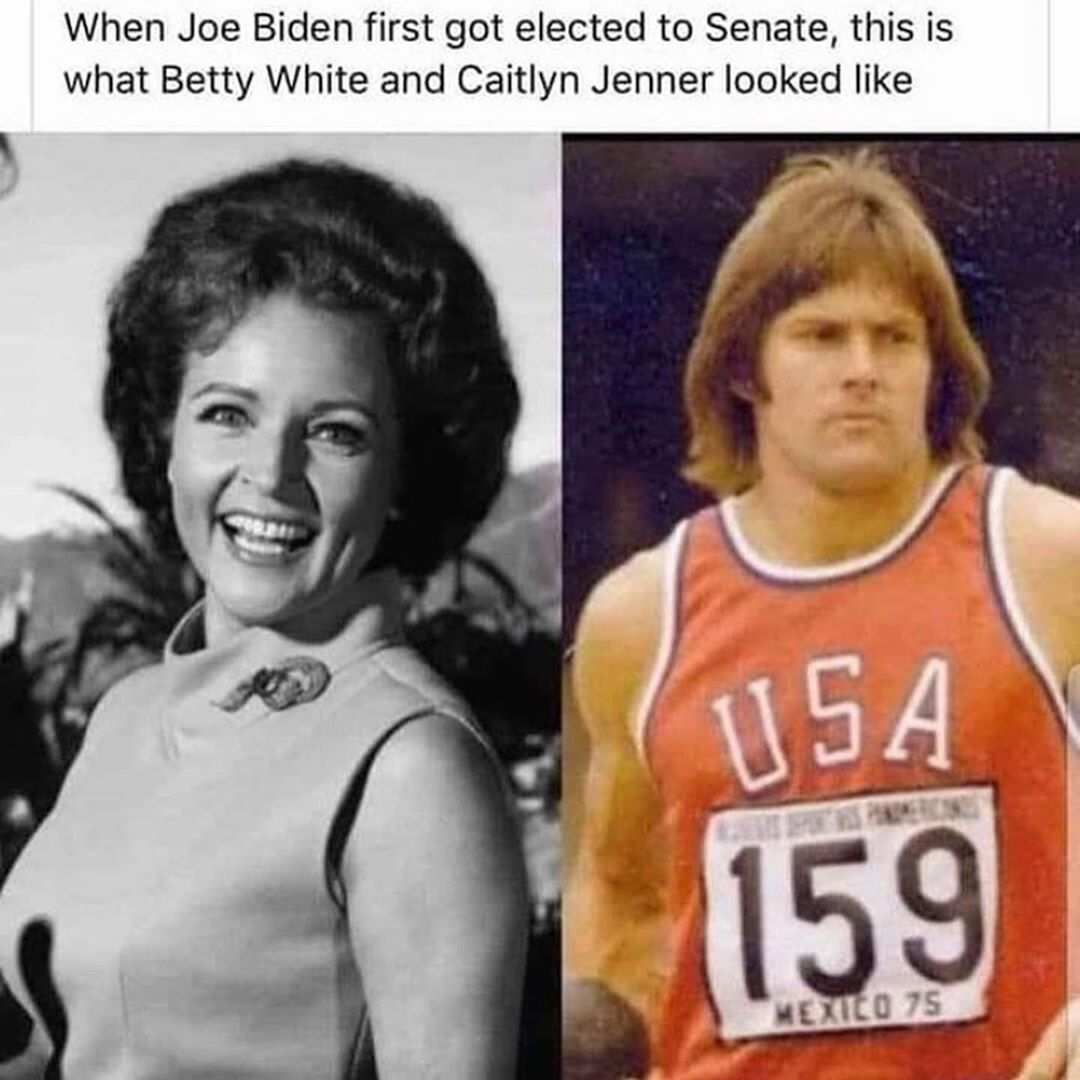 When Joe Biden first got elected to Senate, this is
what Betty White and Caitlyn Jenner looked like
USA
159
MEXICO 75